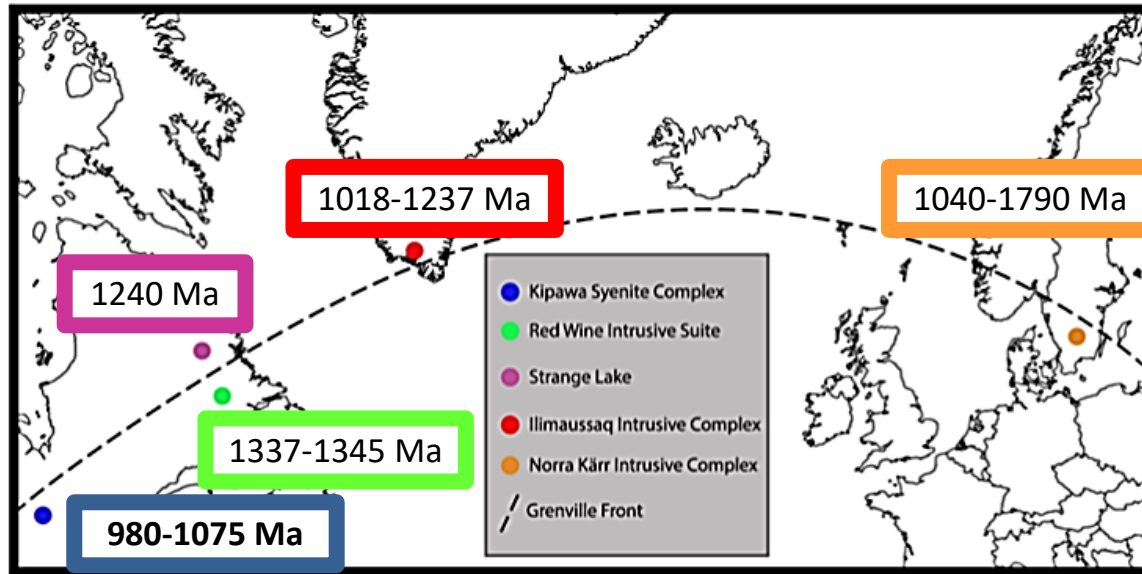 1018-1237 Ma
1040-1790 Ma
1240 Ma
Kipawa Syenite Complex
Red Wine Intrusive Suite
Strange Lake
Ilimaussaq Intrusive Complex
Norra Kärr Intrusive Complex
Grenville Front
1337-1345 Ma
980-1075 Ma